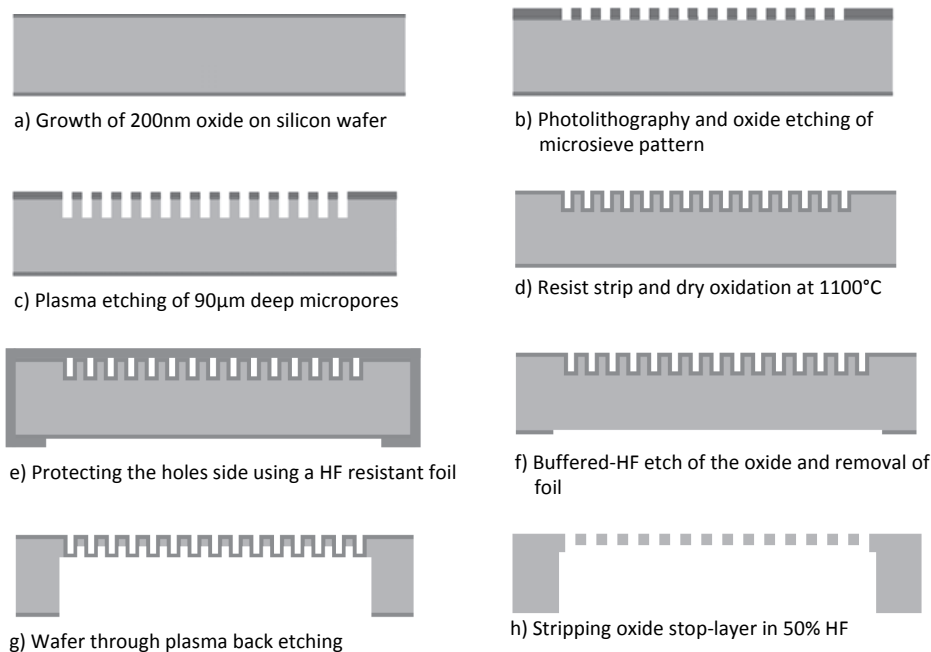 a) Growth of 200nm oxide on silicon wafer
b) Photolithography and oxide etching of
microsieve pattern
c) Plasma etching of 90µm deep micropores
d) Resist strip and dry oxidation at 1100°C
e) Protecting the holes side using a HF resistant foil
f) Buffered-HF etch of the oxide and removal of
foil
g) Wafer through plasma back etching
h) Stripping oxide stop-layer in 50% HF